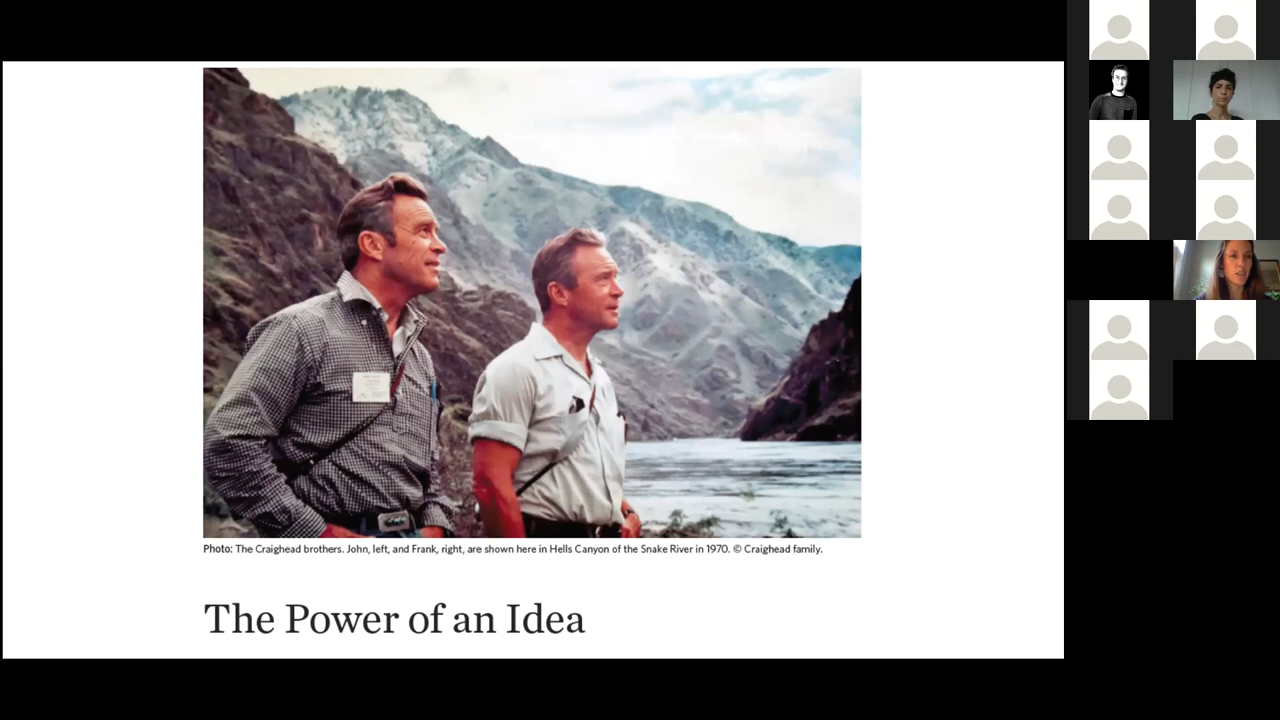 Photo: The Craighead brothers. John, left, and Frank, right, are shown here in Hells Canyon of the Snake River in 1970. © Craighead family.
The Power of an Idea